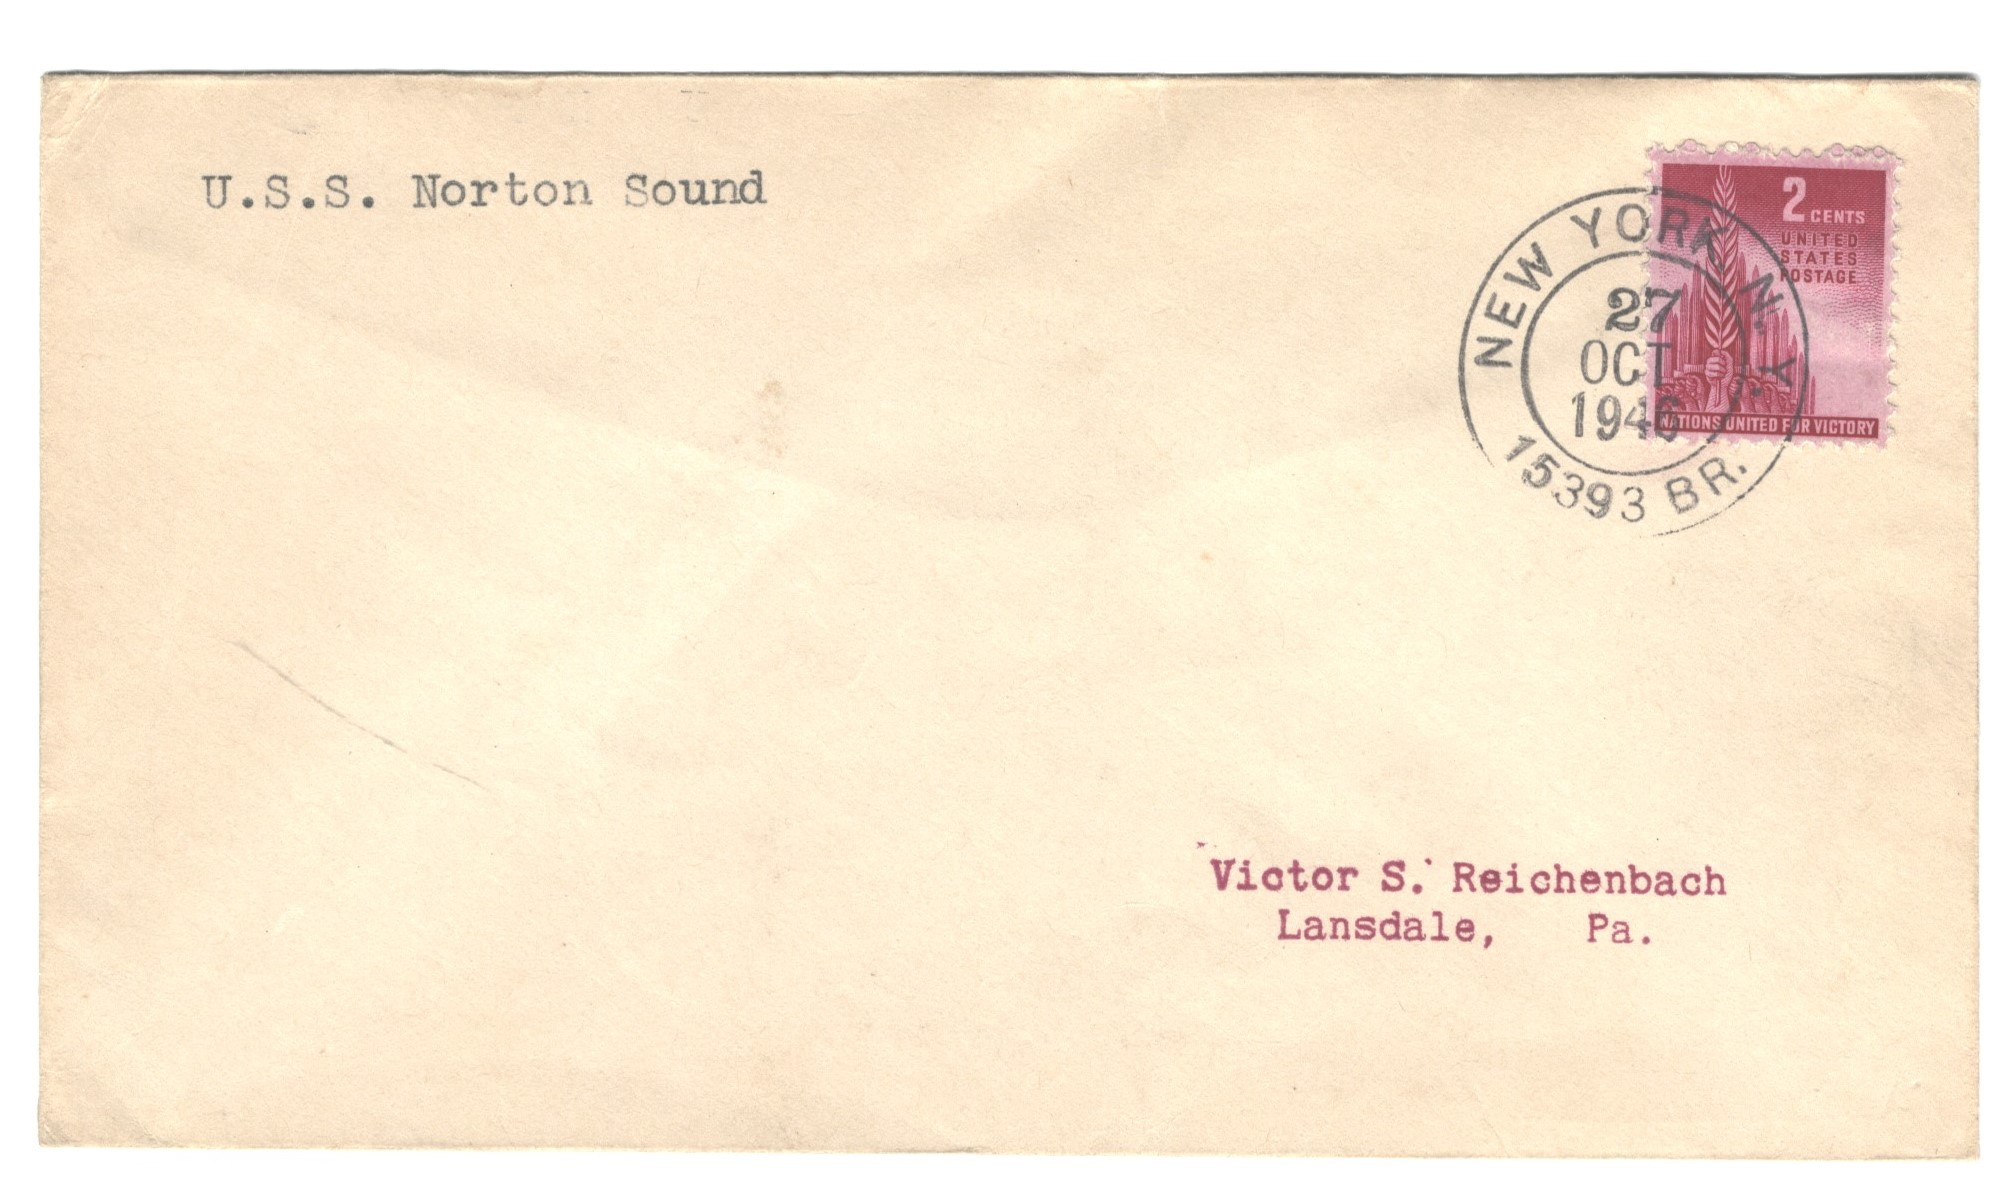 U.S.S. Norton Sound
2 CENTS
UNITED
STATES
POSTAGE
NATIONS UNITED FOR VICTORY
NEW YORK N. Y.
27
OCT
1946
15393 BR.
Victor S. Reichenbach
Lansdale, Pa.